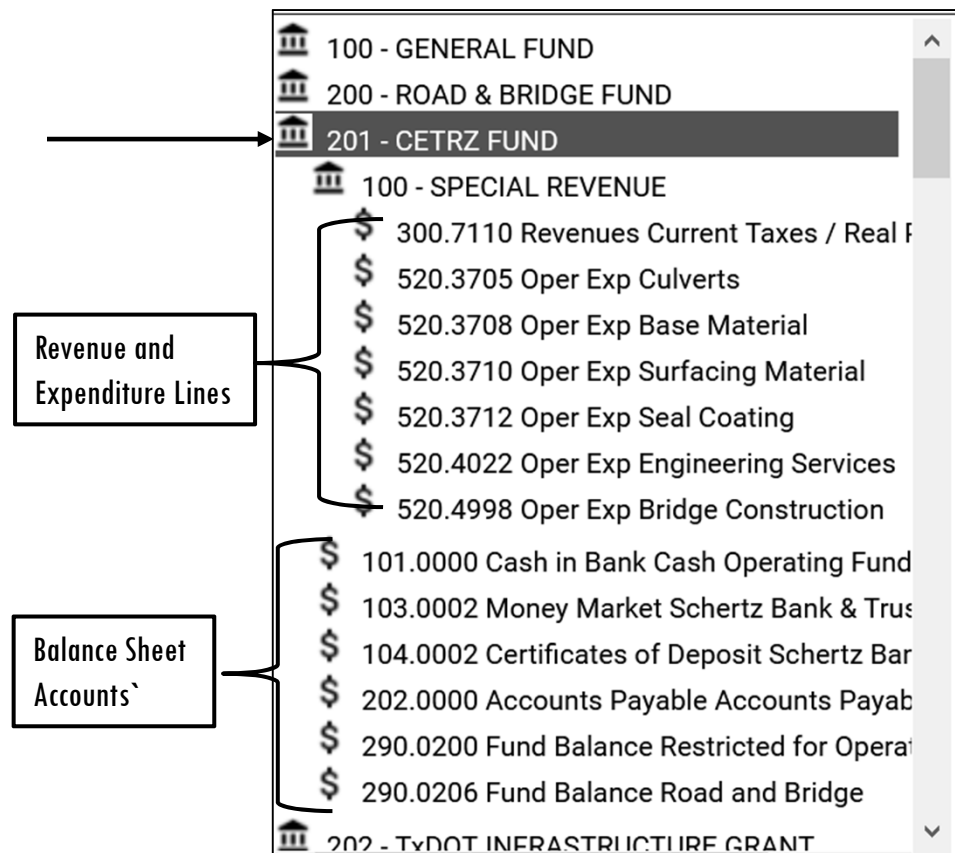 100 - GENERAL FUND
200 - ROAD & BRIDGE FUND
201 - CETRZ FUND
100 - SPECIAL REVENUE
300.7110 Revenues Current Taxes / Real
520.3705 Oper Exp Culverts
520.3708 Oper Exp Base Material
520.3710 Oper Exp Surfacing Material
520.3712 Oper Exp Seal Coating
520.4022 Oper Exp Engineering Services
520.4998 Oper Exp Bridge Construction
Revenue and
Expenditure Lines
101.0000 Cash in Bank Cash Operating Fund
103.0002 Money Market Schertz Bank &
104.0002 Certificates of Deposit Schertz
202.0000 Accounts Payable Accounts
290.0200 Fund Balance Restricted for
290.0206 Fund Balance Road and Bridge
Balance Sheet
Accounts`
202 - TxDOT INFRASTRUCTURE GRANT